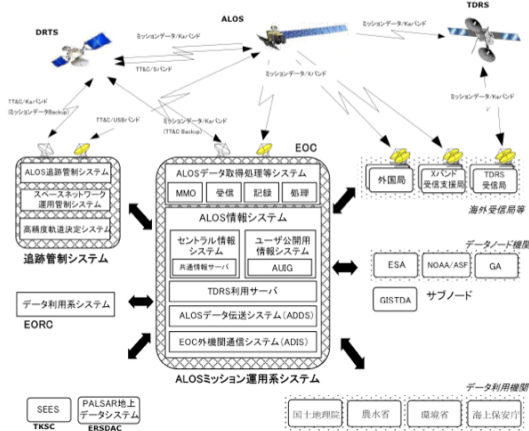 DRTS
ALOS
TDRS
ミッションデータ/Kaバンド
ミッションデータ/Kaバンド
TT&C/Sバンド
ミッションデータ/Xバンド
ミッションデータ/Kaバンド
TT&C/Kaバンド
(ミッションデータBackup)
TT&C/USBバンド
ミッションデータ/Kaバンド
(TT&C Backup)
EOC
ALOS追跡管制システム
スペースネットワーク
運用管制システム
高精度軌道決定システム
追跡管制システム
ALOSデータ取得処理等システム
MMO
受信
記録
処理
ALOS情報システム
セントラル情報
システム
共通情報サーバ
ユーザ公開用
情報システム
AUIG
TDRS利用サーバ
ALOSデータ伝送システム(ADDS)
EOC外機関通信システム(ADIS)
ALOSミッション運用系システム
外国局
Xバンド
受信支援局
TDRS
受信局
海外受信局等
データノード機関
ESA
NOAA/ASF
GA
GISTDA
サブノード
データ利用系システム
EORC
SEES
TKSC
PALSAR地上
データシステム
ERSDAC
データ利用機関
国土地理院
農水省
環境省
海上保安庁